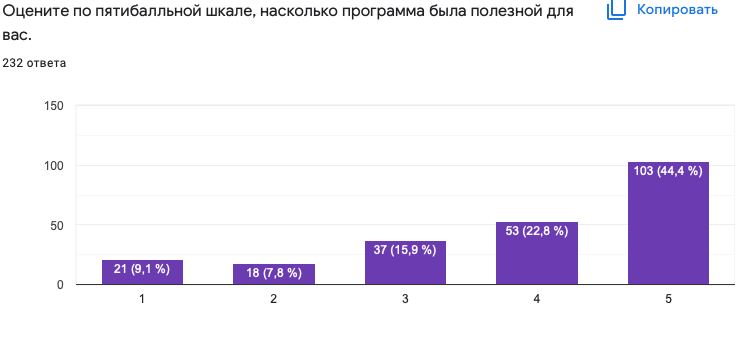 Оцените по пятибалльной шкале, насколько программа была полезной для
вас.
Копировать
232 ответа
150
100
50
0
21 (9,1 %)
18 (7,8 %)
37 (15,9 %)
53 (22,8 %)
103 (44,4 %)
1
2
3
4
5